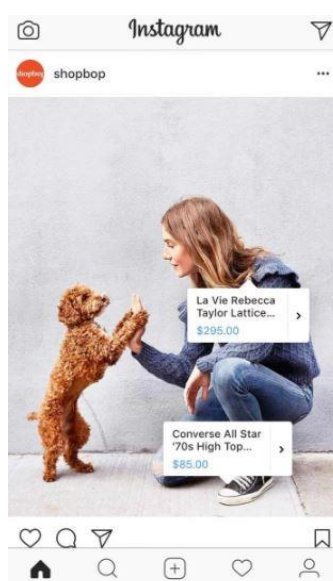 Instagram
shopbop
shopbop
La Vie Rebecca
Taylor Lattice...
$295.00
Converse All Star
'70s High Top...
$85.00